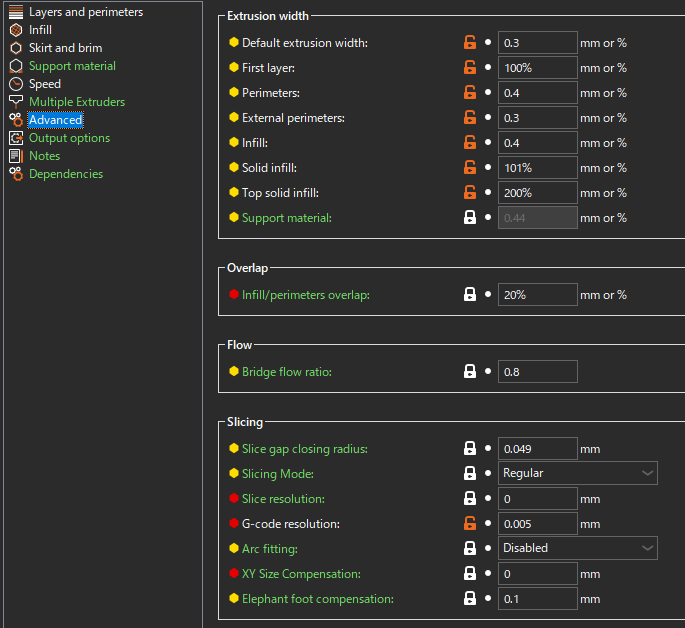 Layers and perimeters
Infill
Skirt and brim
Support material
Speed
Multiple Extruders
Advanced
Output options
Notes
Dependencies
Extrusion width
Default extrusion width: 0.3 mm or %
First layer: 100% mm or %
Perimeters: 0.4 mm or %
External perimeters: 0.3 mm or %
Infill: 0.4 mm or %
Solid infill: 101% mm or %
Top solid infill: 200% mm or %
Support material: 0.44 mm or %
Overlap
Infill/perimeters overlap: 20% mm or %
Flow
Bridge flow ratio: 0.8
Slicing
Slice gap closing radius: 0.049 mm
Slicing Mode: Regular
Slice resolution: 0 mm
G-code resolution: 0.005 mm
Arc fitting: Disabled
XY Size Compensation: 0 mm
Elephant foot compensation: 0.1 mm